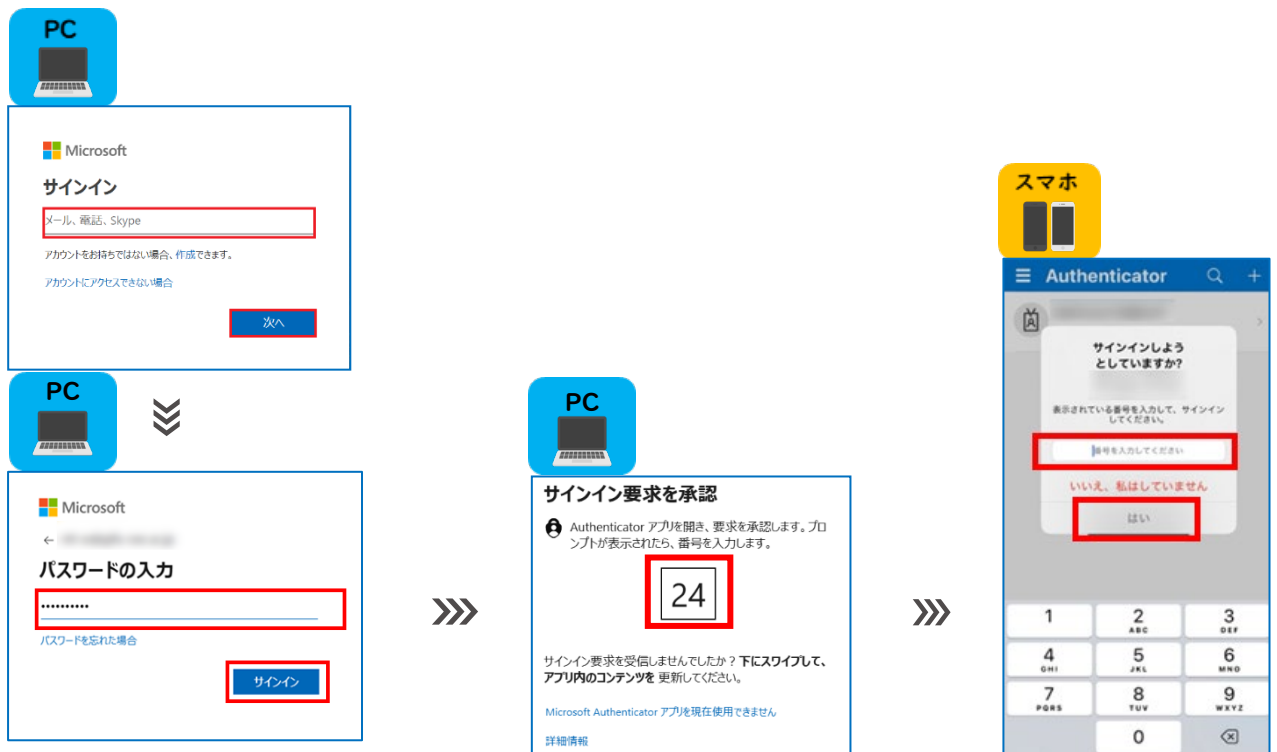 PC
Microsoft
サインイン
メール、電話、Skype
アカウントをお持ちではない場合、作成できます。
アカウントにアクセスできない場合
次へ
PC
Microsoft
←
パスワードの入力
••••••••••
パスワードを忘れた場合
サインイン
PC
サインイン要求を承認
Authenticator アプリを開き、要求を承認します。プロ
ンプトが表示されたら、番号を入力します。
24
サインイン要求を受信しませんでしたか？下にスワイプして、
アプリ内のコンテンツを 更新してください。
Microsoft Authenticator アプリを現在使用できません
詳細情報
スマホ
Authenticator
サインインしよう
としていますか?
表示されている番号を入力して、サインイン
してください。
番号を入力してください
いいえ、私はしていません
はい
1 2 3
ABC DEF
4 5 6
GHI JKL MNO
7 8 9
PQRS TUV WXYZ
0